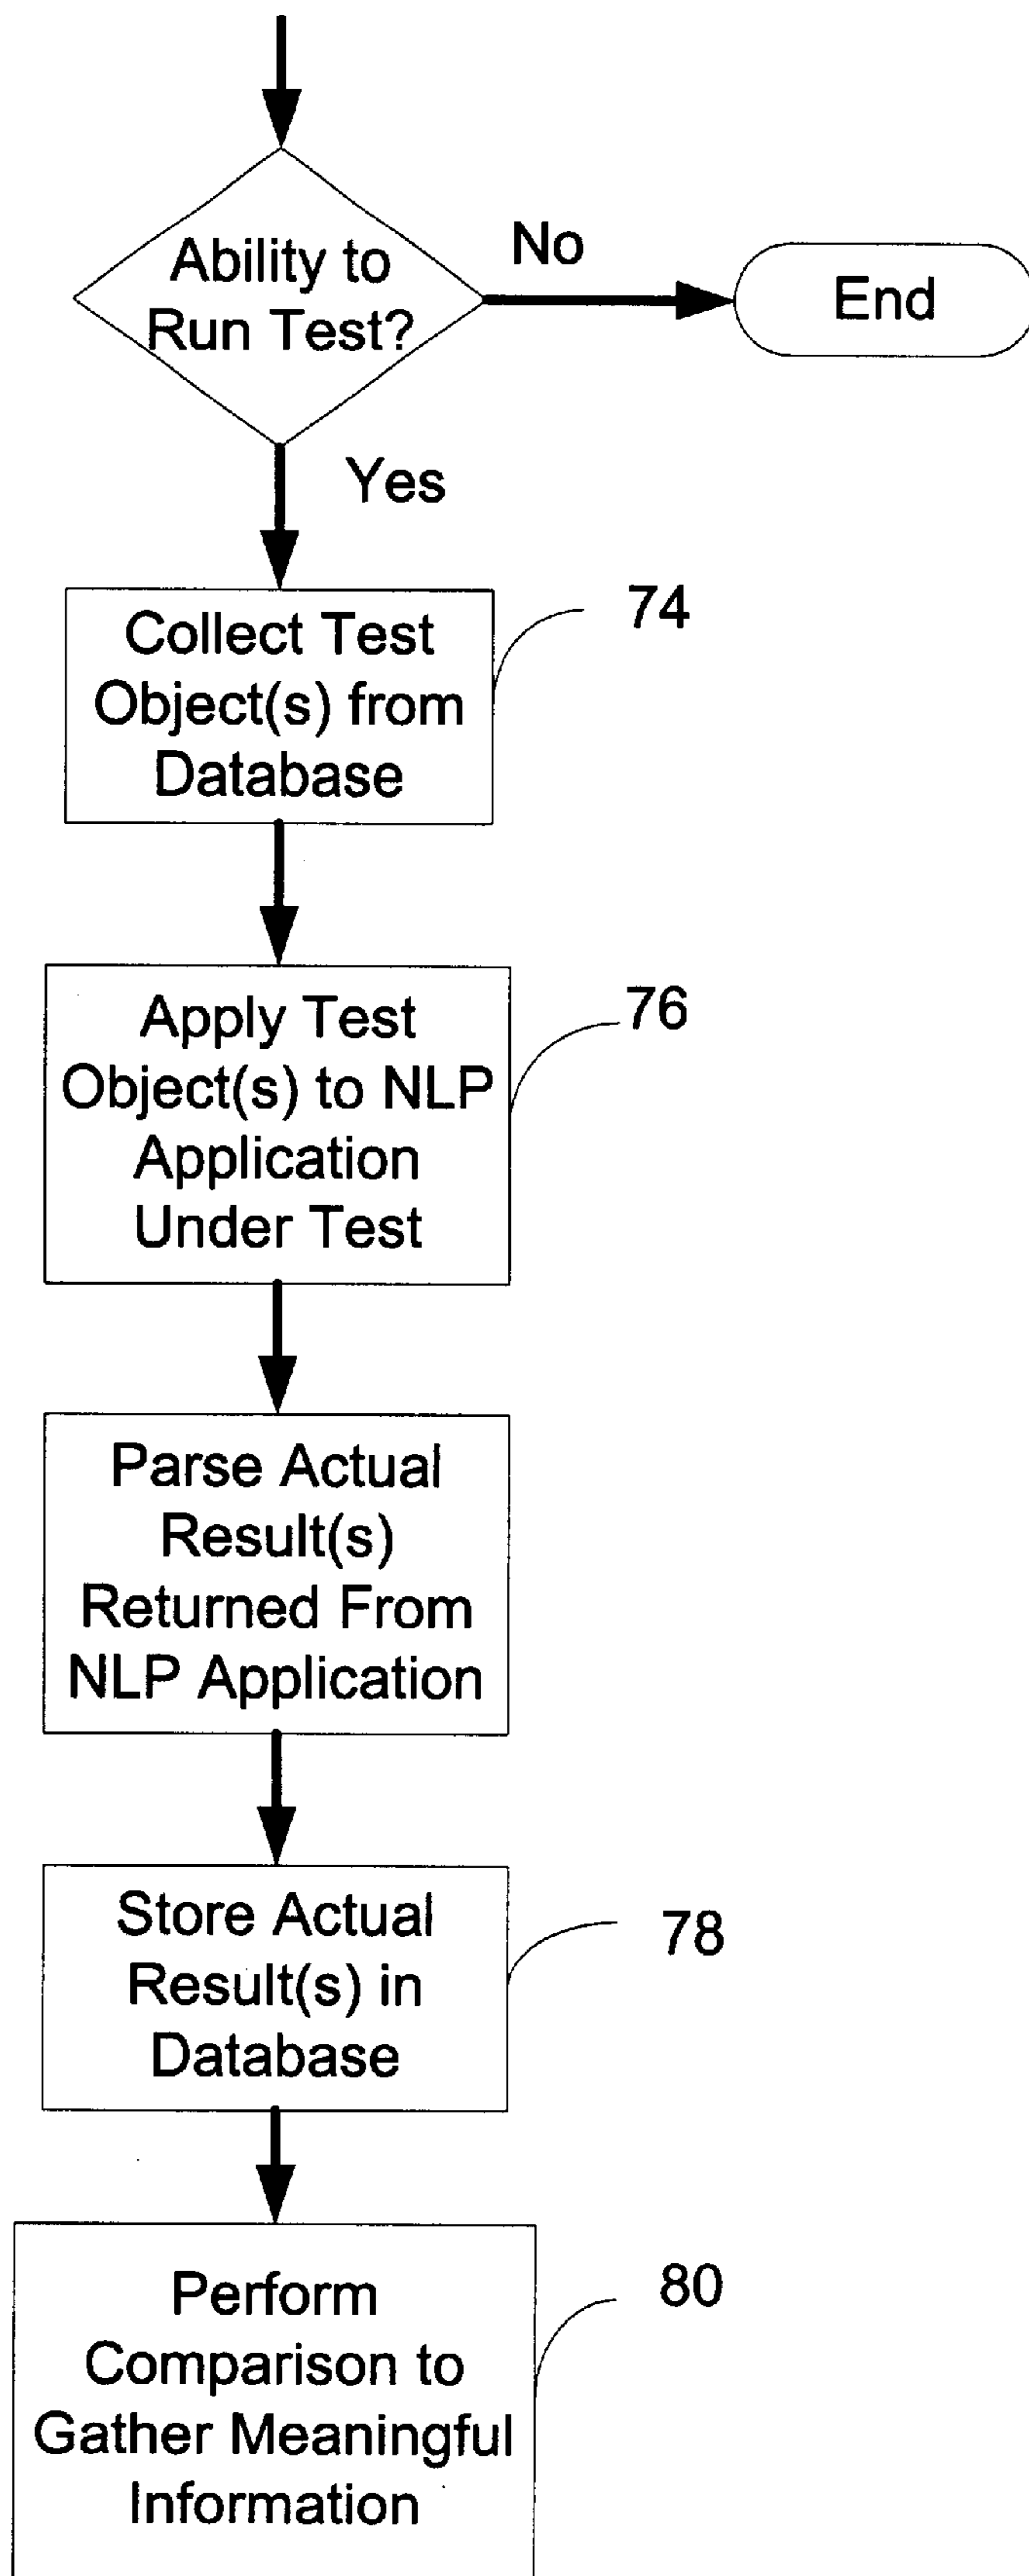 Ability to
Run Test?
No
End
Yes
Collect Test
Object(s) from
Database
74
Apply Test
Object(s) to NLP
Application
Under Test
76
Parse Actual
Result(s)
Returned From
NLP Application
Store Actual
Result(s) in
Database
78
Perform
Comparison to
Gather Meaningful
Information
80